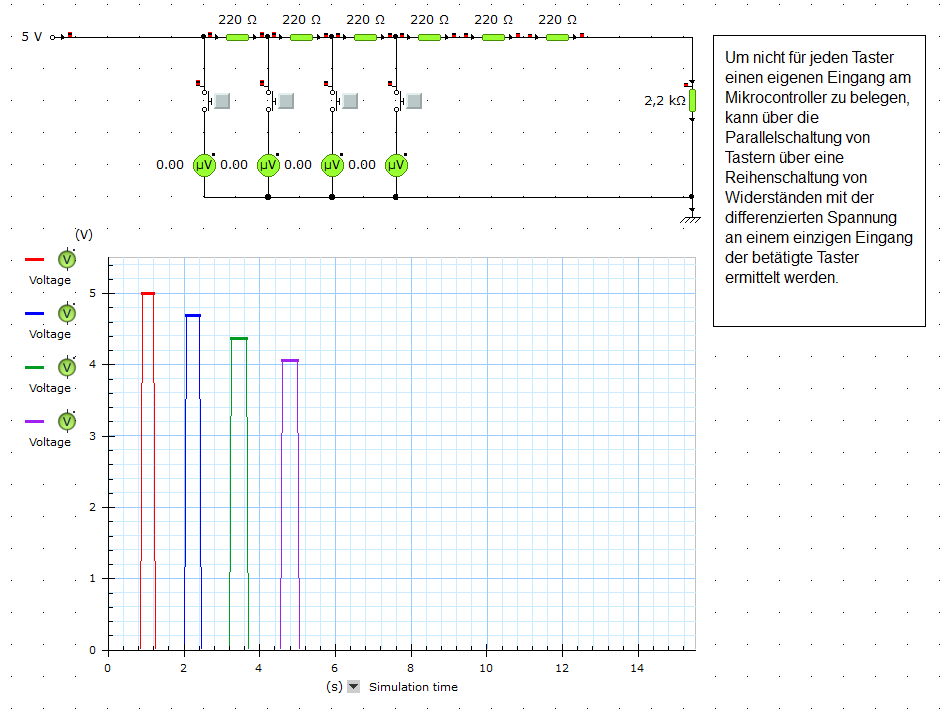 220 Ω 220 Ω 220 Ω 220 Ω 220 Ω 220 Ω
5 V
2,2 kΩ
0.00 µV 0.00 µV 0.00 µV 0.00 µV
Um nicht für jeden Taster
einen eigenen Eingang am
Mikrocontroller zu belegen,
kann über die
Parallelschaltung von
Tastern über eine
Reihenschaltung von
Widerständen mit der
differenzierten Spannung
an einem einzigen Eingang
der betätigte Taster
ermittelt werden.
(V)
V
Voltage
V
Voltage
V
Voltage
V
Voltage
5
4
3
2
1
0
0 2 4 6 8 10 12 14
(s) Simulation time